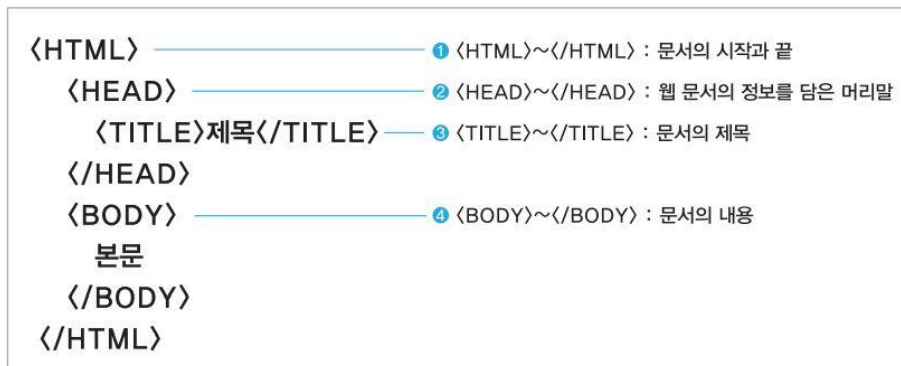 〈HTML〉 ❶ 〈HTML〉~〈/HTML〉 : 문서의 시작과 끝
〈HEAD〉 ❷ 〈HEAD〉~〈/HEAD〉 : 웹 문서의 정보를 담은 머리말
〈TITLE〉제목〈/TITLE〉 ❸ 〈TITLE〉~〈/TITLE〉 : 문서의 제목
〈/HEAD〉
〈BODY〉 ❹ 〈BODY〉~〈/BODY〉 : 문서의 내용
본문
〈/BODY〉
〈/HTML〉